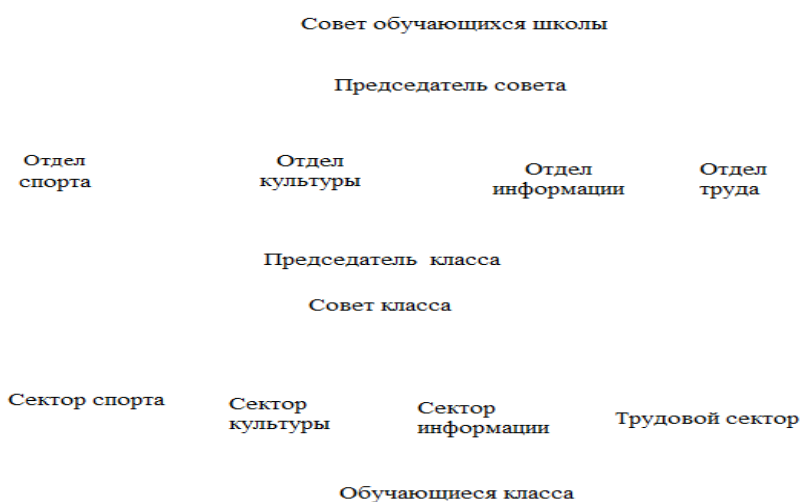 Совет обучающихся школы
Председатель совета
Отдел
спорта
Отдел
культуры
Отдел
информации
Отдел
труда
Председатель класса
Совет класса
Сектор спорта
Сектор
культуры
Сектор
информации
Трудовой сектор
Обучающиеся класса